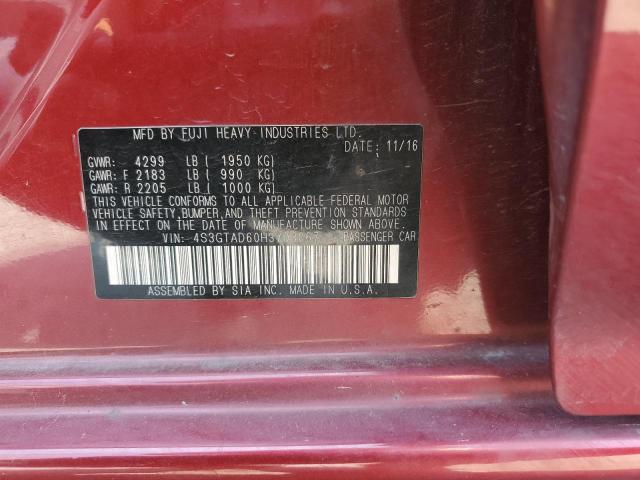 MFD BY FUJI HEAVY INDUSTRIES LTD.
DATE: 11/16
GVWR: 4299 LB ( 1950 KG)
GAWR: F 2183 LB ( 990 KG)
GAWR: R 2205 LB ( 1000 KG)
THIS VEHICLE CONFORMS TO ALL APPLICABLE FEDERAL MOTOR
VEHICLE SAFETY, BUMPER, AND THEFT PREVENTION STANDARDS
IN EFFECT ON THE DATE OF MANUFACTURE SHOWN ABOVE.
VIN: PASSENGER CAR
ASSEMBLED BY SIA INC. MADE IN U.S.A.